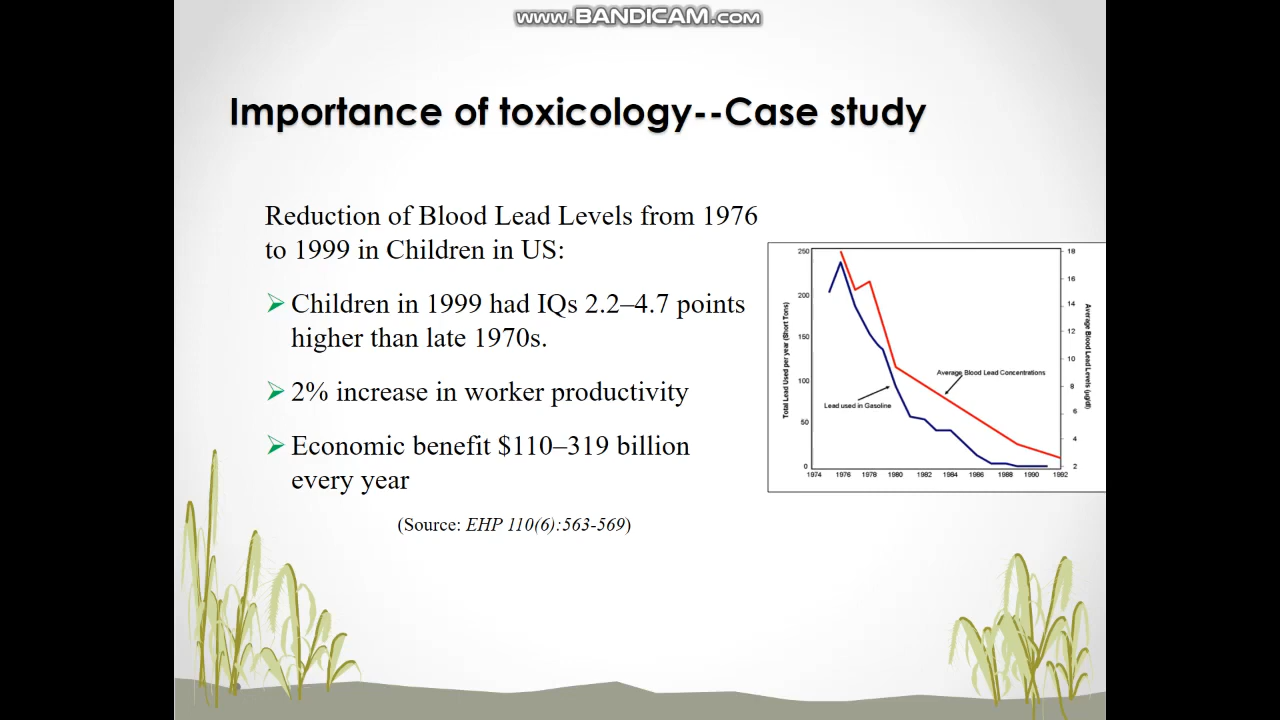 www.BANDICAM.com
Importance of toxicology--Case study
Reduction of Blood Lead Levels from 1976
to 1999 in Children in US:
Children in 1999 had IQs 2.2–4.7 points
higher than late 1970s.
2% increase in worker productivity
Economic benefit $110–319 billion
every year
(Source: EHP 110(6):563-569)
Total Lead Used per year (Short Tons)
250
200
150
100
50
0
Average Blood Lead Concentrations
Lead used in Gasoline
18
16
14
12
10
8
6
4
2
Average Blood Lead Levels (µg/dl)
1974 1976 1978 1980 1982 1984 1986 1988 1990 1992